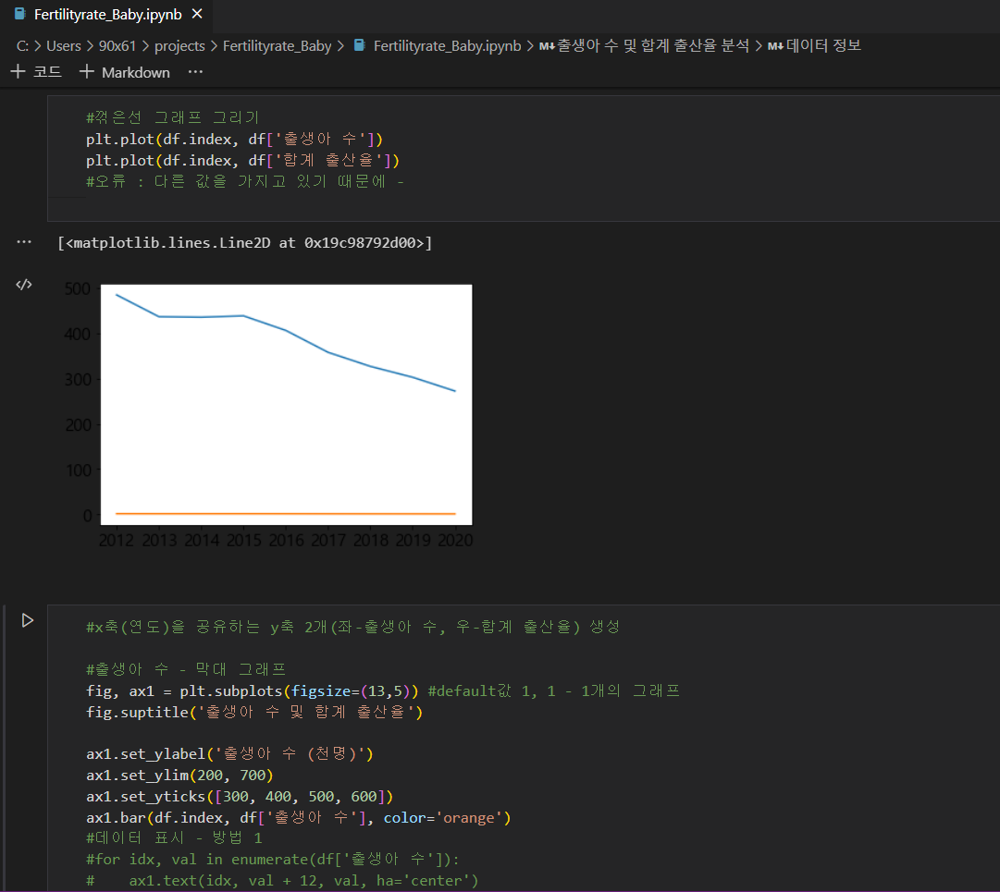 Fertilityrate_Baby.ipynb ×
C: > Users > 90x61 > projects > Fertilityrate_Baby > Fertilityrate_Baby.ipynb > M↓출생아 수 및 합계 출산율 분석 > M↓데이터 정보
+ 코드 + Markdown ···
#꺾은선 그래프 그리기
plt.plot(df.index, df['출생아 수'])
plt.plot(df.index, df['합계 출산율'])
#오류 : 다른 값을 가지고 있기 때문에 -
[<matplotlib.lines.Line2D at 0x19c98792d00>]
500
400
300
200
100
0
2012 2013 2014 2015 2016 2017 2018 2019 2020
#x축(연도)을 공유하는 y축 2개(좌-출생아 수, 우-합계 출산율) 생성
#출생아 수 - 막대 그래프
fig, ax1 = plt.subplots(figsize=(13,5)) #default값 1, 1 - 1개의 그래프
fig.suptitle('출생아 수 및 합계 출산율')
ax1.set_ylabel('출생아 수 (천명)')
ax1.set_ylim(200, 700)
ax1.set_yticks([300, 400, 500, 600])
ax1.bar(df.index, df['출생아 수'], color='orange')
#데이터 표시 - 방법 1
#for idx, val in enumerate(df['출생아 수']):
#    ax1.text(idx, val + 12, val, ha='center')